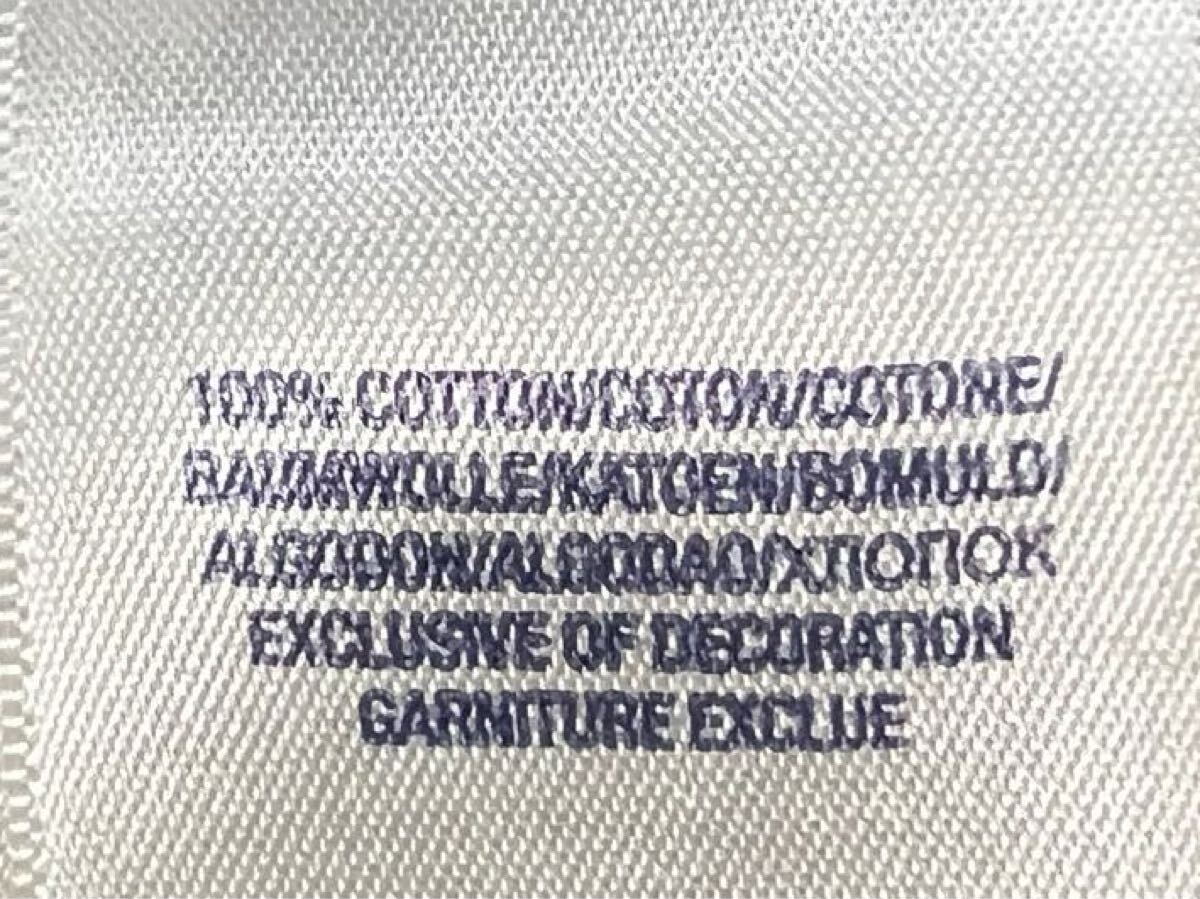 100% COTTON/COTON/COTONE/
BAUMWOLLE/KATOEN/BOMULD/
ALGODON/ALGODAO/ХЛОПОК
EXCLUSIVE OF DECORATION
GARNITURE EXCLUE